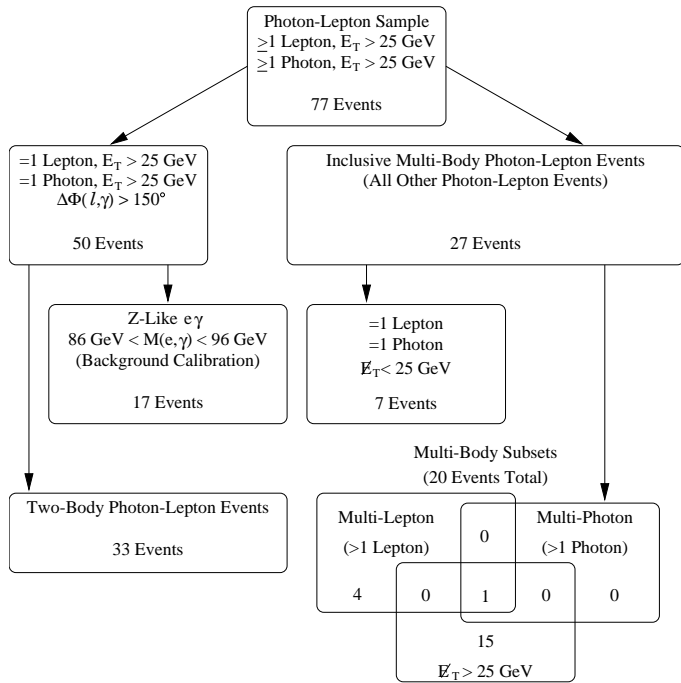 Photon-Lepton Sample
≥1 Lepton, E_T > 25 GeV
≥1 Photon, E_T > 25 GeV
77 Events
=1 Lepton, E_T > 25 GeV
=1 Photon, E_T > 25 GeV
ΔΦ(l,γ) > 150°
50 Events
Inclusive Multi-Body Photon-Lepton Events
(All Other Photon-Lepton Events)
27 Events
Z-Like eγ
86 GeV < M(e,γ) < 96 GeV
(Background Calibration)
17 Events
=1 Lepton
=1 Photon
E̸_T < 25 GeV
7 Events
Two-Body Photon-Lepton Events
33 Events
Multi-Body Subsets
(20 Events Total)
Multi-Lepton
(>1 Lepton)
0
Multi-Photon
(>1 Photon)
4 0 1 0 0
15
E̸_T > 25 GeV